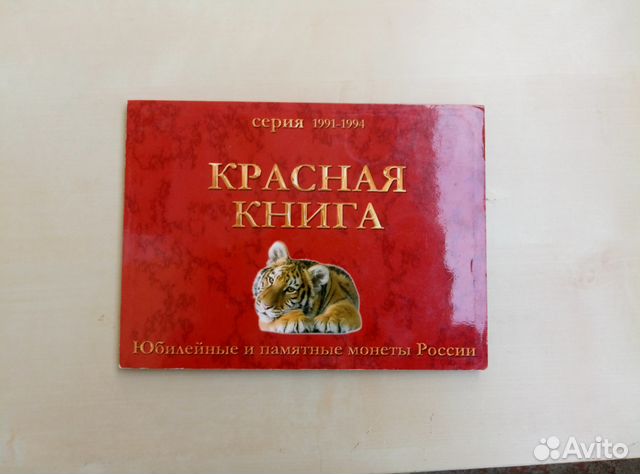 серия 1991-1994
КРАСНАЯ
КНИГА
Юбилейные и памятные монеты России
Avito